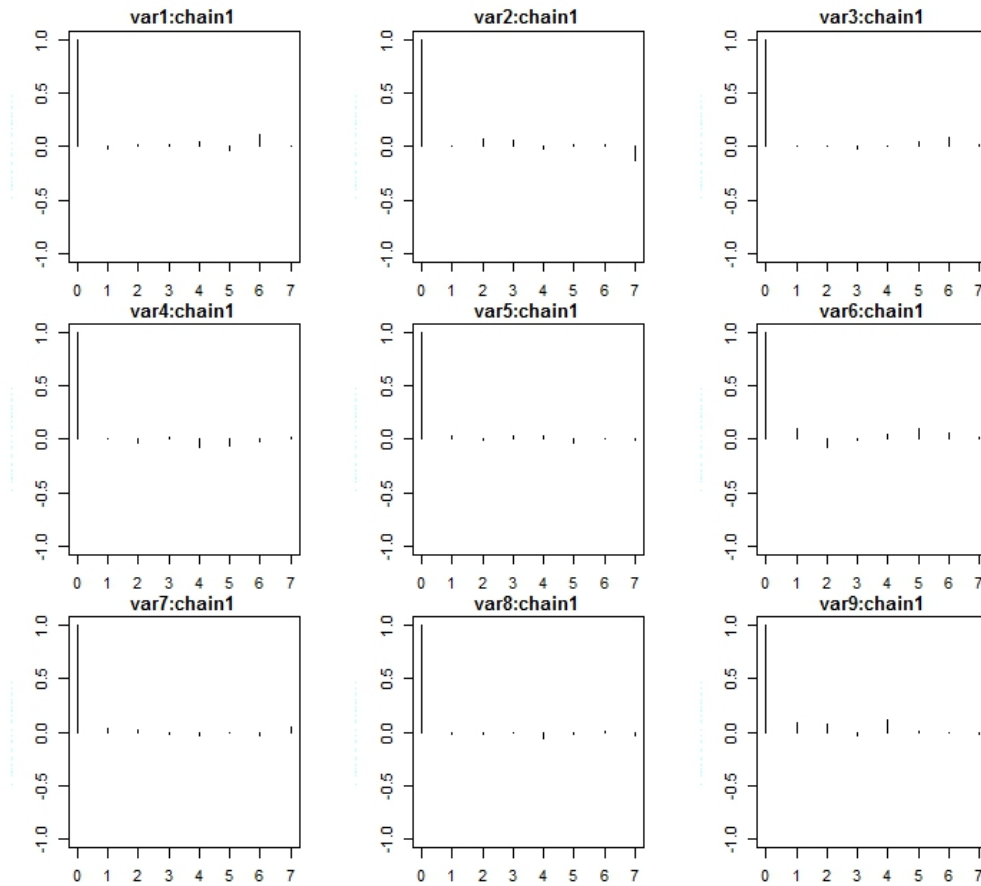 var1:chain1 var2:chain1 var3:chain1
1.0 1.0 1.0
0.5 0.5 0.5
0.0 0.0 0.0
-0.5 -0.5 -0.5
-1.0 -1.0 -1.0
0 1 2 3 4 5 6 7 0 1 2 3 4 5 6 7 0 1 2 3 4 5 6 7
var4:chain1 var5:chain1 var6:chain1
1.0 1.0 1.0
0.5 0.5 0.5
0.0 0.0 0.0
-0.5 -0.5 -0.5
-1.0 -1.0 -1.0
0 1 2 3 4 5 6 7 0 1 2 3 4 5 6 7 0 1 2 3 4 5 6 7
var7:chain1 var8:chain1 var9:chain1
1.0 1.0 1.0
0.5 0.5 0.5
0.0 0.0 0.0
-0.5 -0.5 -0.5
-1.0 -1.0 -1.0
0 1 2 3 4 5 6 7 0 1 2 3 4 5 6 7 0 1 2 3 4 5 6 7